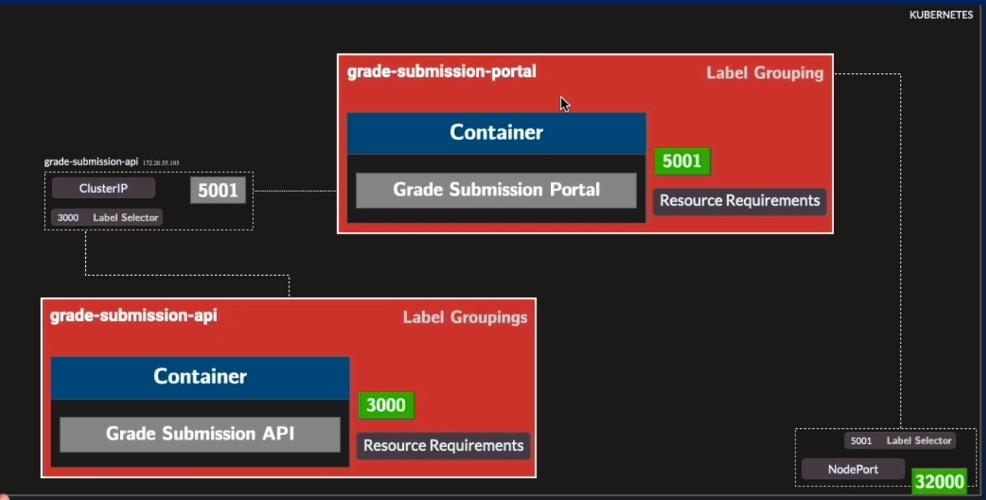 KUBERNETES
grade-submission-portal
Label Grouping
Container
Grade Submission Portal
5001
Resource Requirements
grade-submission-api 172.20.55.103
ClusterIP
5001
3000 Label Selector
grade-submission-api
Label Groupings
Container
Grade Submission API
3000
Resource Requirements
5001 Label Selector
NodePort
32000